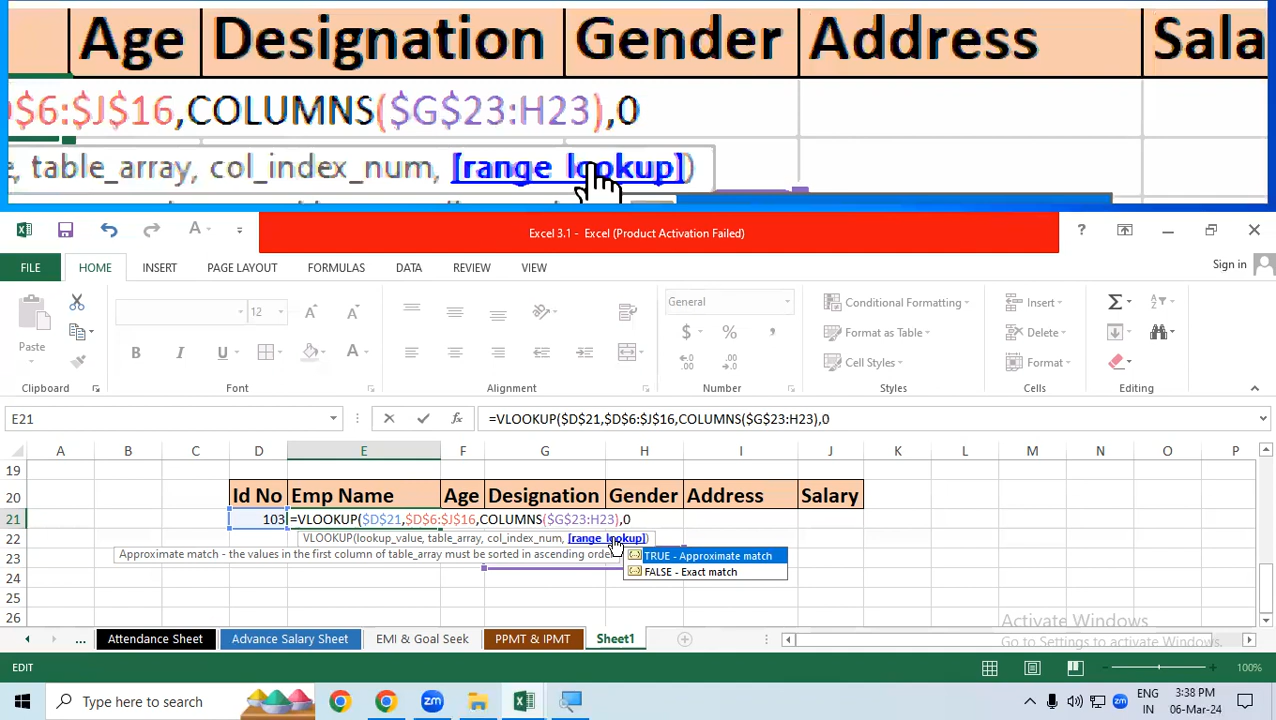 Age Designation Gender Address Sala
$6:$J$16,COLUMNS($G$23:H23),0
, table_array, col_index_num, [range_lookup])
Excel 3.1 - Excel (Product Activation Failed)
FILE HOME INSERT PAGE LAYOUT FORMULAS DATA REVIEW VIEW Sign in
12 General Conditional Formatting Insert
Paste B I U A $ % , Format as Table Delete
Cell Styles Format
Clipboard Font Alignment Number Styles Cells Editing
E21 fx =VLOOKUP($D$21,$D$6:$J$16,COLUMNS($G$23:H23),0
A B C D E F G H I J K L M N O P
19
20 Id No Emp Name Age Designation Gender Address Salary
21 103 =VLOOKUP($D$21,$D$6:$J$16,COLUMNS($G$23:H23),0
22 VLOOKUP(lookup_value, table_array, col_index_num, [range_lookup])
23 Approximate match - the values in the first column of table_array must be sorted in ascending order TRUE - Approximate match
24 FALSE - Exact match
25
26
Activate Windows
Go to Settings to activate Windows.
... Attendance Sheet Advance Salary Sheet EMI & Goal Seek PPMT & IPMT Sheet1
EDIT 100%
Type here to search zm ENG 3:38 PM
IN 06-Mar-24